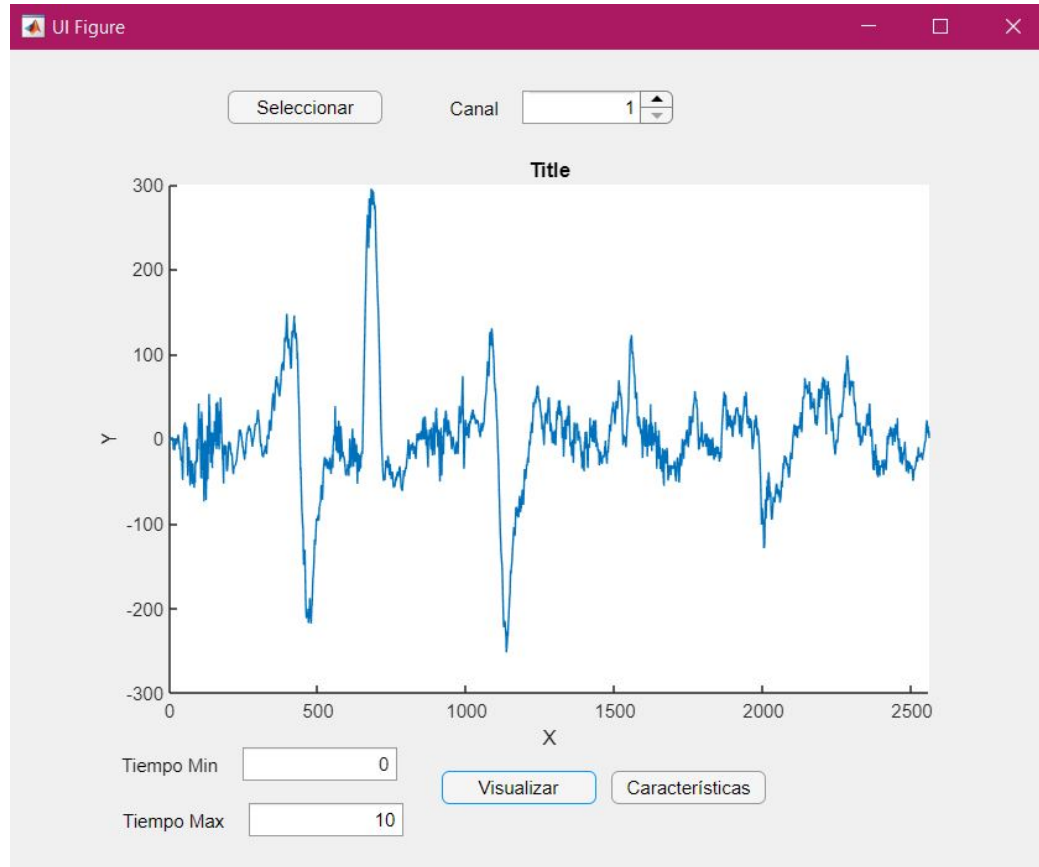 UI Figure
Seleccionar Canal 1
Title
300
200
100
0
-100
-200
-300
Y
0 500 1000 1500 2000 2500
X
Tiempo Min 0
Visualizar Características
Tiempo Max 10